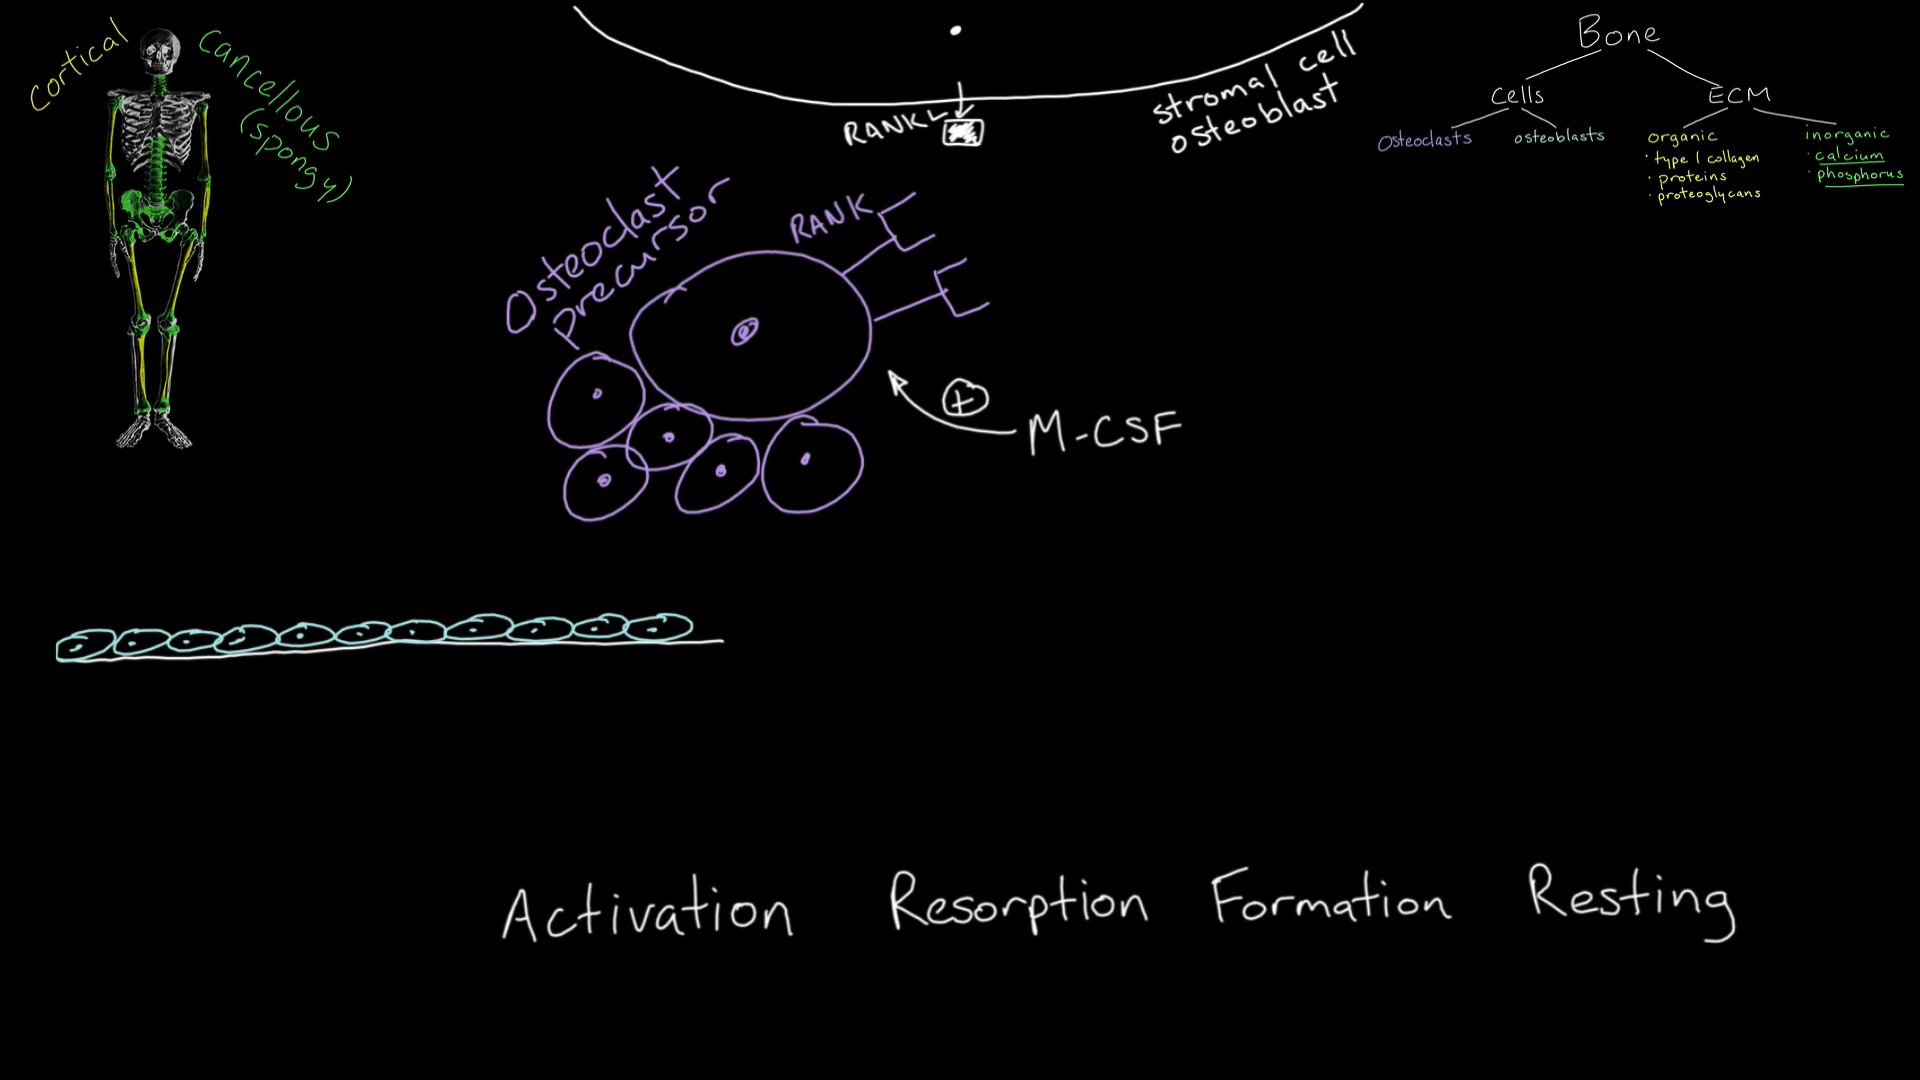 Cortical
Cancellous
(spongy)
RANKL
stromal cell
osteoblast
Bone
Cells
ECM
Osteoclasts
osteoblasts
organic
· type I collagen
· proteins
· proteoglycans
inorganic
· calcium
· phosphorus
Osteoclast
precursor
RANK
+
M-CSF
Activation
Resorption
Formation
Resting